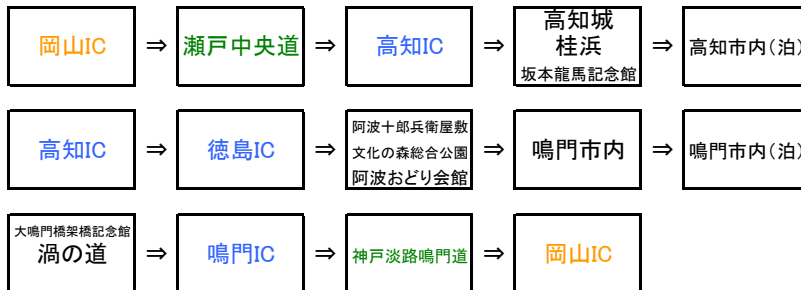 岡山IC ⇒ 瀬戸中央道 ⇒ 高知IC ⇒ 高知城 ⇒ 高知市内(泊)
桂浜
坂本龍馬記念館
高知IC ⇒ 徳島IC ⇒ 阿波十郎兵衛屋敷 ⇒ 鳴門市内 ⇒ 鳴門市内(泊)
文化の森総合公園
阿波おどり会館
大鳴門橋架橋記念館
渦の道 ⇒ 鳴門IC ⇒ 神戸淡路鳴門道 ⇒ 岡山IC